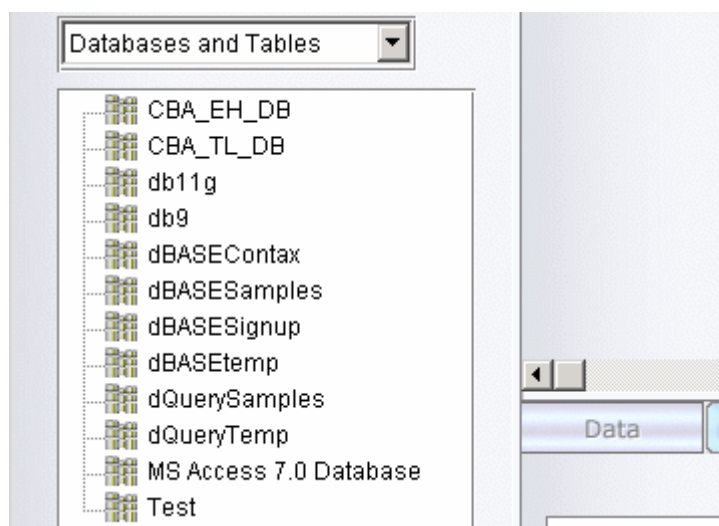 Databases and Tables
CBA_EH_DB
CBA_TL_DB
db11g
db9
dBASEContax
dBASESamples
dBASESignup
dBASEtemp
dQuerySamples
dQueryTemp
MS Access 7.0 Database
Test
Data